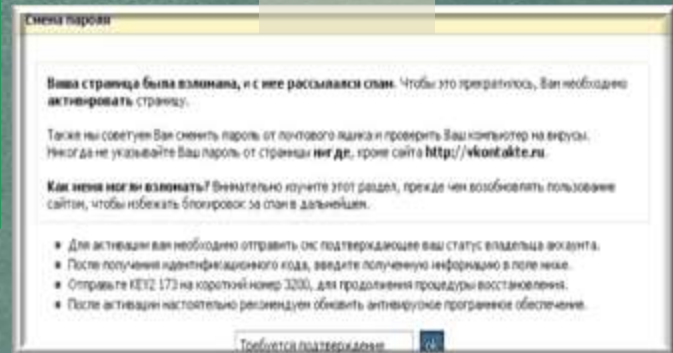 Смена пароля
Ваша страница была взломана, и с нее рассылался спам. Чтобы это прекратилось, Вам необходимо
активировать страницу.
Также мы советуем Вам сменить пароль от почтового ящика и проверить Ваш компьютер на вирусы.
Никогда не указывайте Ваш пароль от страницы нигде, кроме сайта http://vkontakte.ru.
Как меня могли взломать? Внимательно изучите этот раздел, прежде чем возобновлять пользование
сайтом, чтобы избежать блокировок за спам в дальнейшем.
Для активации вам необходимо отправить смс подтверждающее ваш статус владельца аккаунта.
После получения идентификационного кода, введите полученную информацию в поле ниже.
Отправьте KEY2 173 на короткий номер 3200, для продолжения процедуры восстановления.
После активации настоятельно рекомендуем обновить антивирусное программное обеспечение.
Требуется подтверждение ok